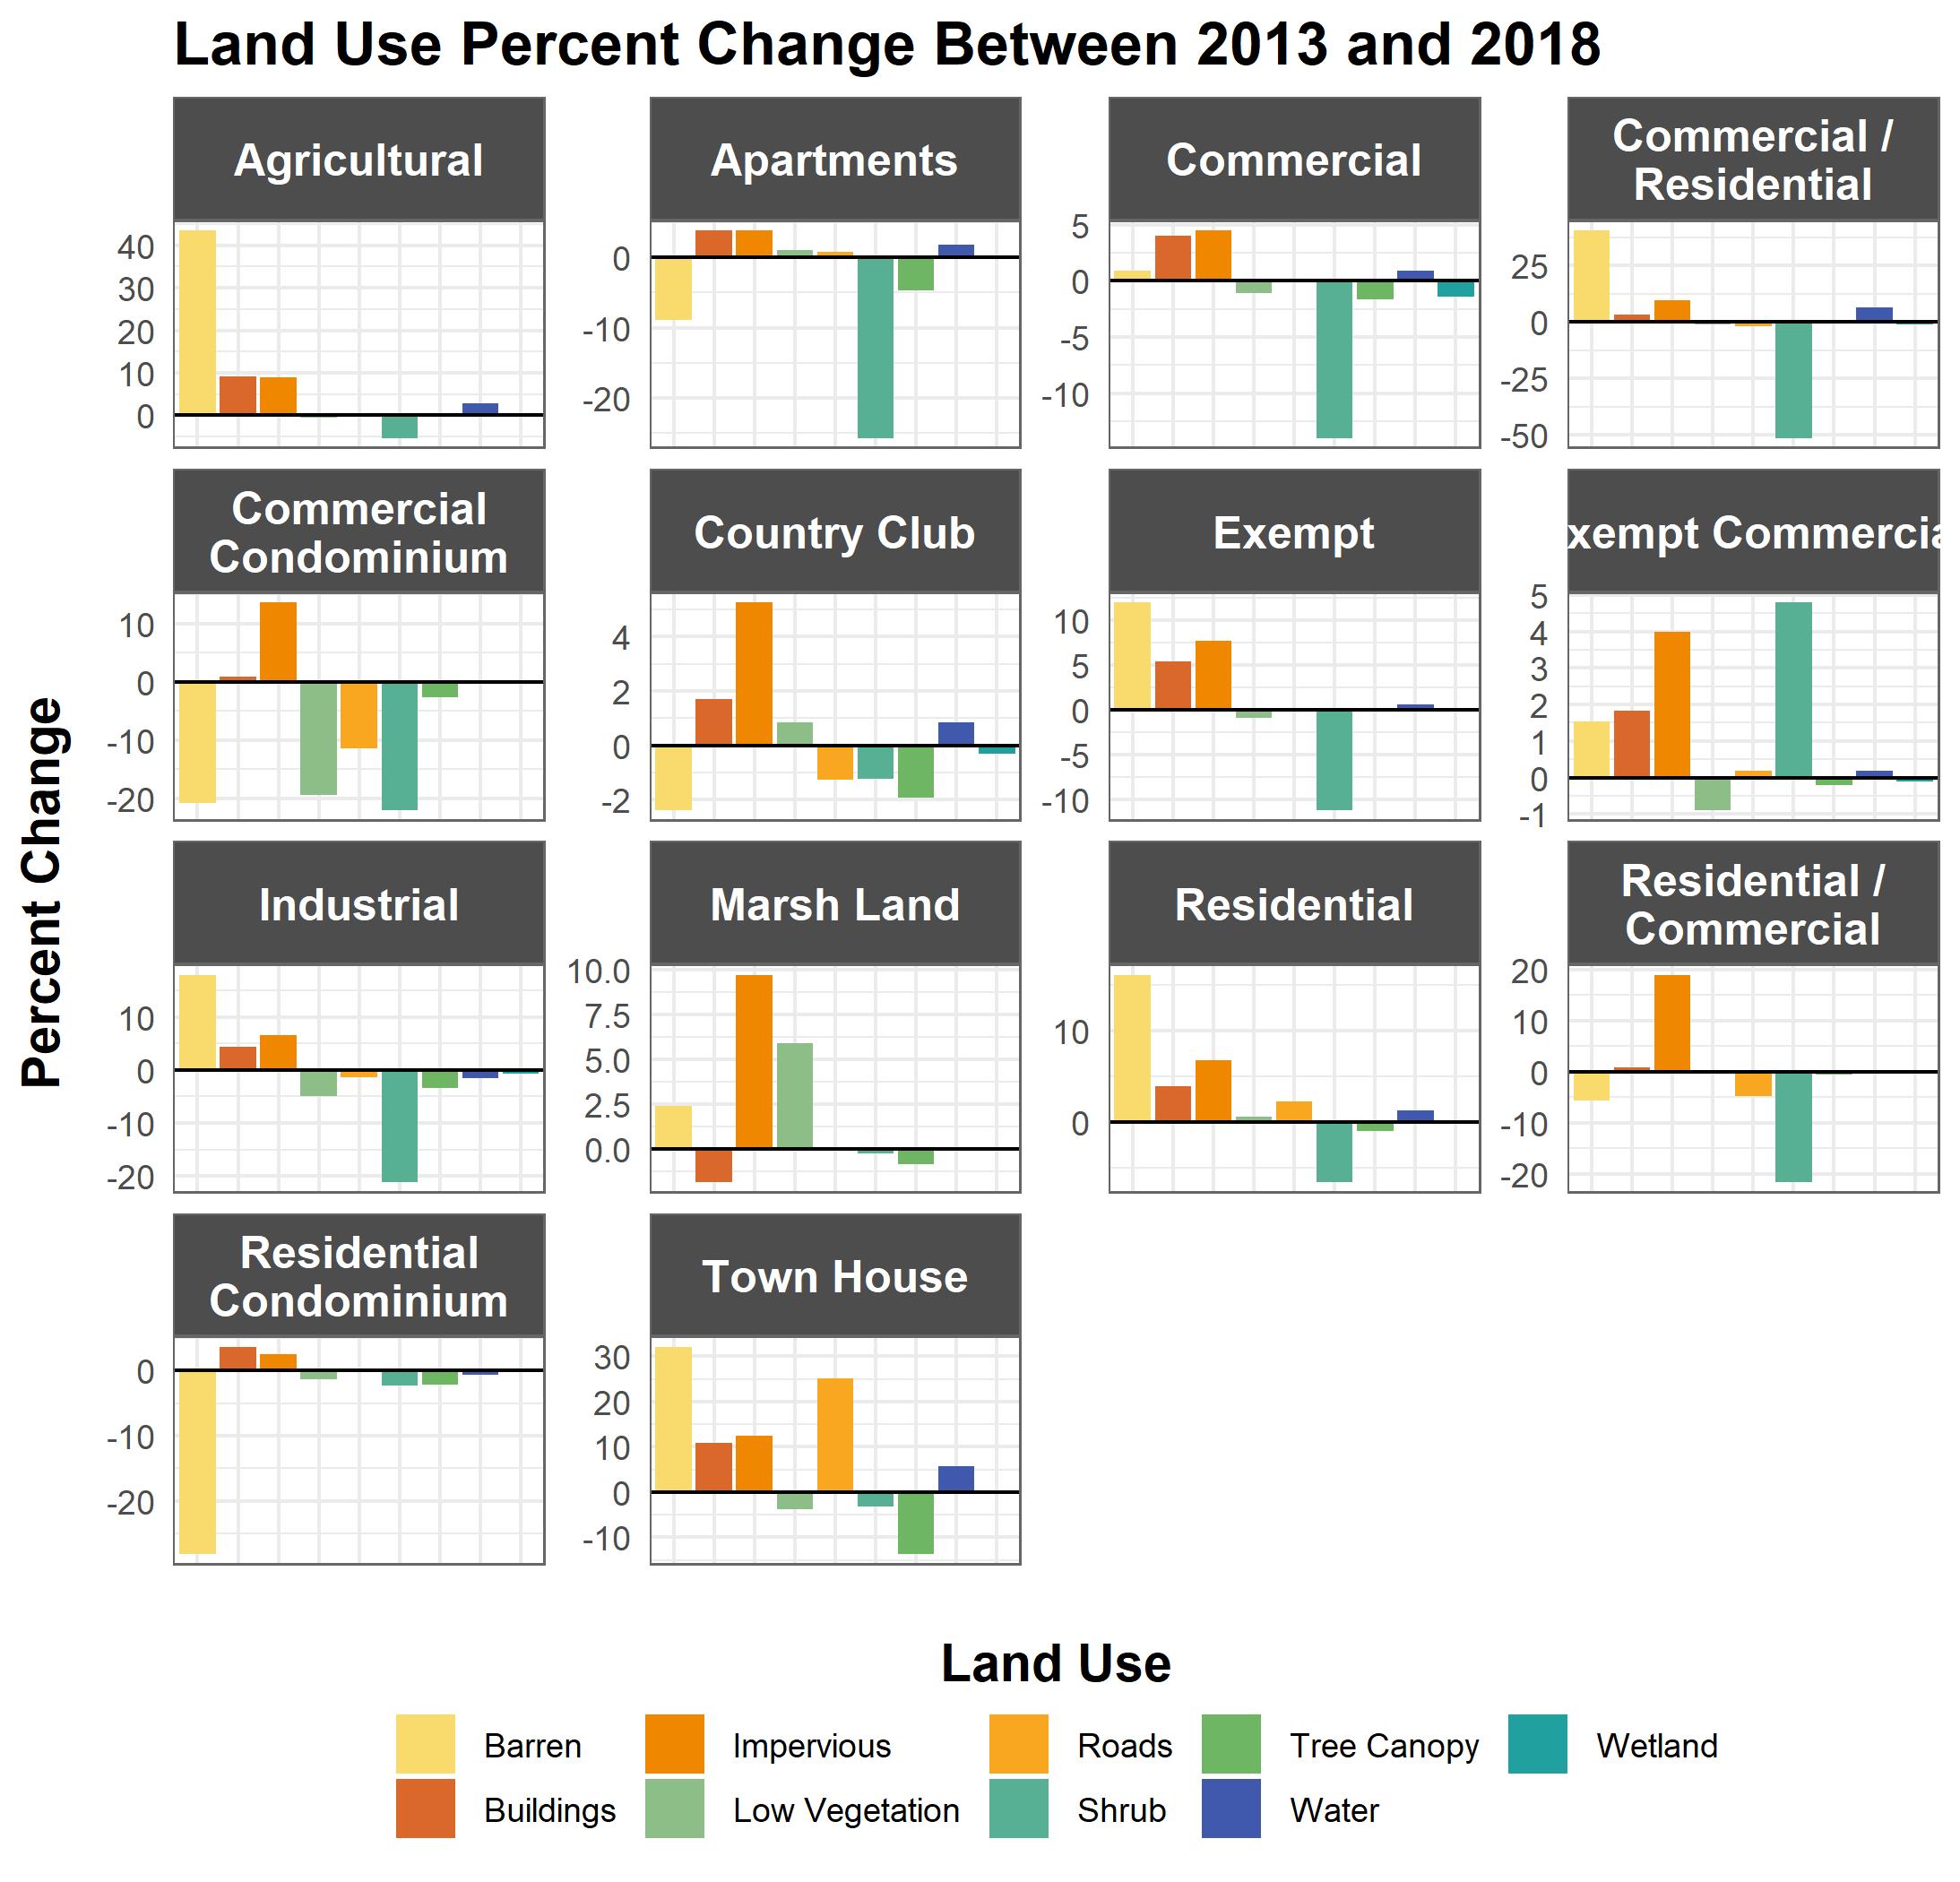 Land Use Percent Change Between 2013 and 2018
Percent Change
Agricultural
40
30
20
10
0
Apartments
0
-10
-20
Commercial
5
0
-5
-10
Commercial /
Residential
25
0
-25
-50
Commercial
Condominium
10
0
-10
-20
Country Club
4
2
0
-2
Exempt
10
5
0
-5
-10
xempt Commercia
5
4
3
2
1
0
-1
Industrial
10
0
-10
-20
Marsh Land
10.0
7.5
5.0
2.5
0.0
Residential
10
0
Residential /
Commercial
20
10
0
-10
-20
Residential
Condominium
0
-10
-20
Town House
30
20
10
0
-10
Land Use
Barren Impervious Roads Tree Canopy Wetland
Buildings Low Vegetation Shrub Water